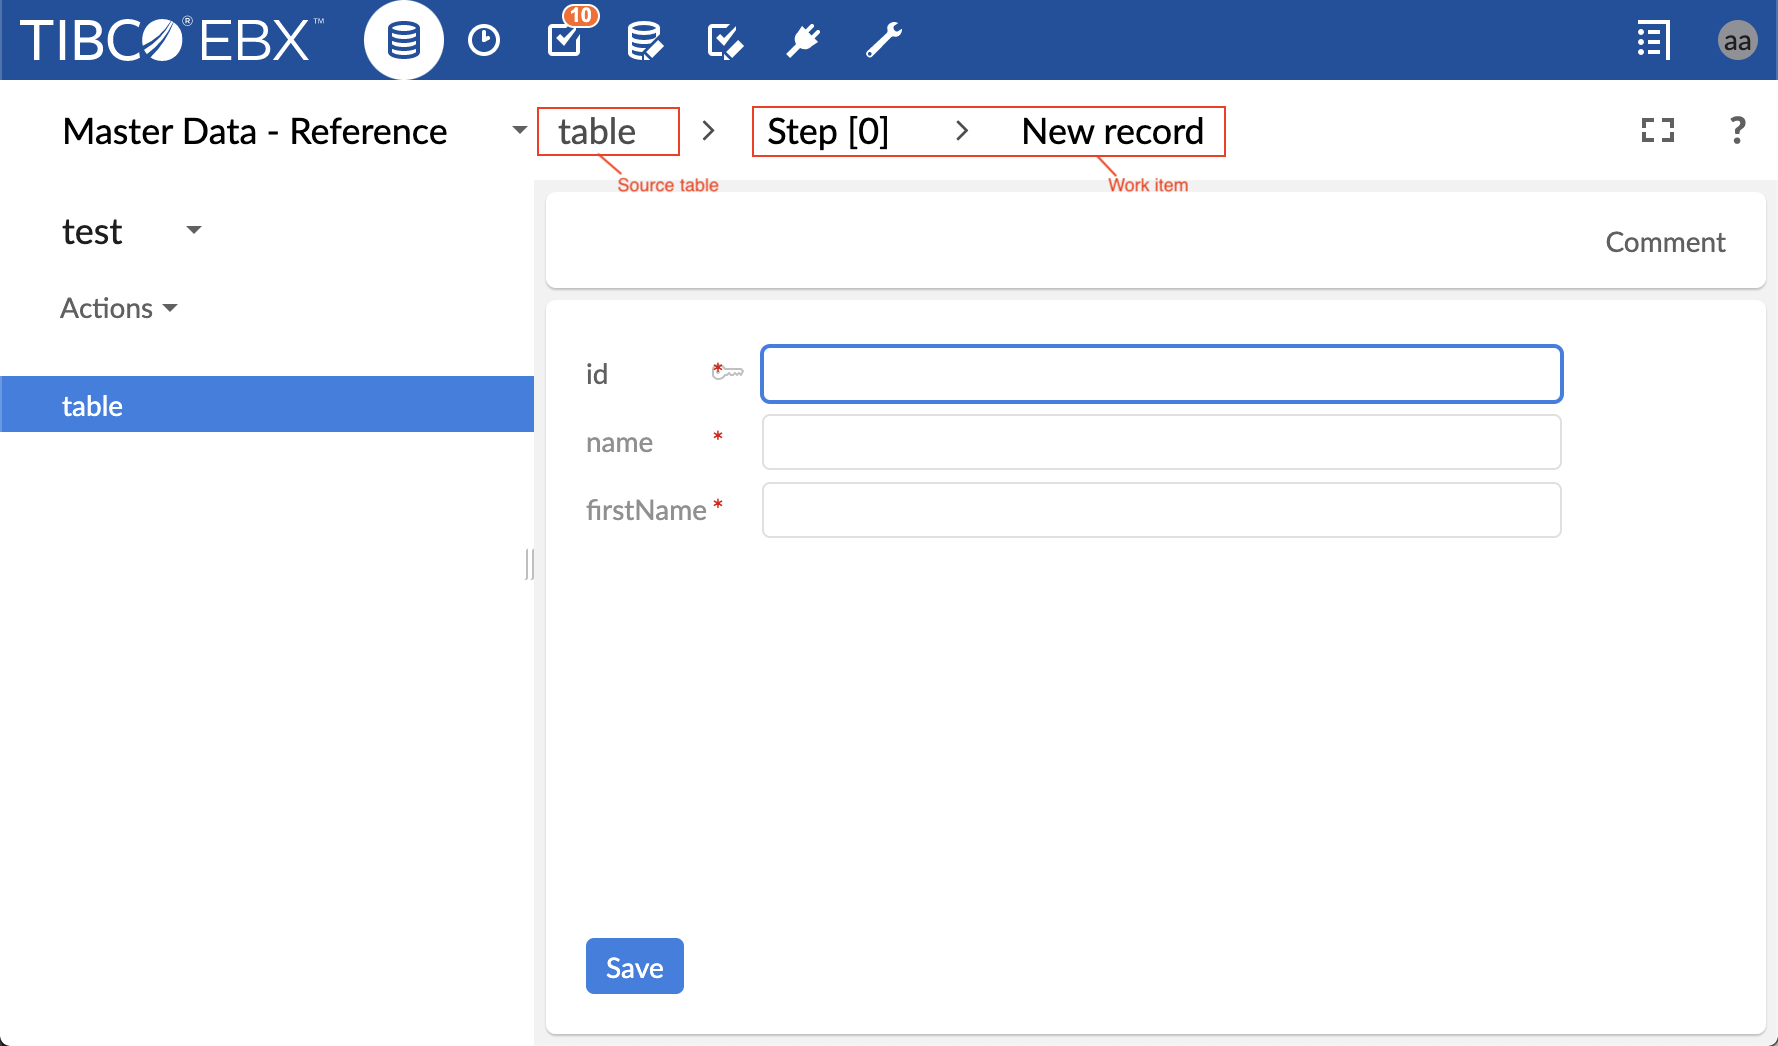 TIBCO® EBX™
10
aa
Master Data - Reference
table > Step [0] > New record
?
Source table
Work item
test
Comment
Actions
id *
table
name *
firstName *
Save